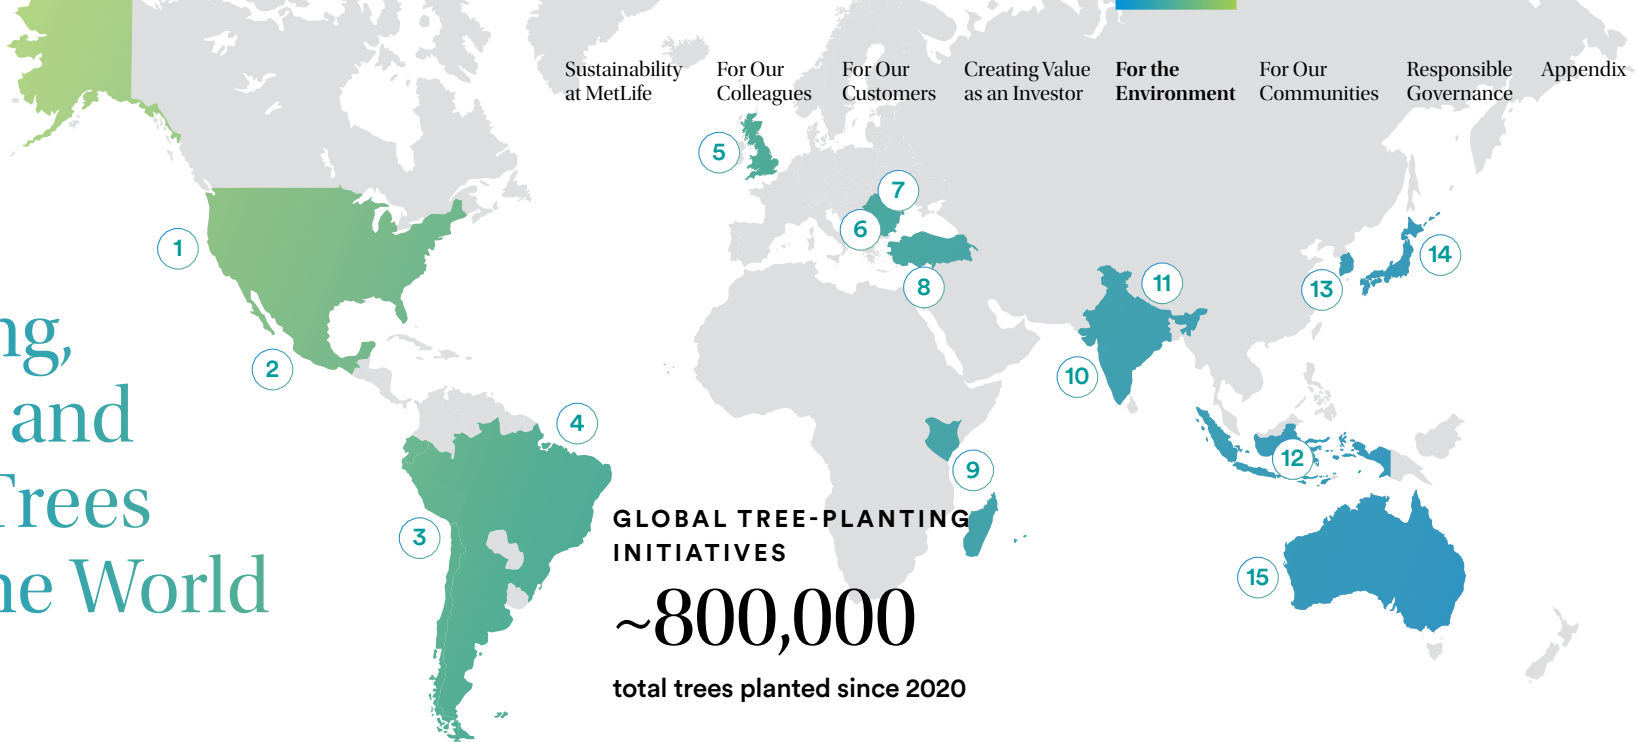 Sustainability
at MetLife
For Our
Colleagues
For Our
Customers
Creating Value
as an Investor
For the
Environment
For Our
Communities
Responsible
Governance
Appendix
ng,
and
Trees
ne World
1
2
3
4
5
6
7
8
9
10
11
12
13
14
15
GLOBAL TREE-PLANTING
INITIATIVES
~800,000
total trees planted since 2020